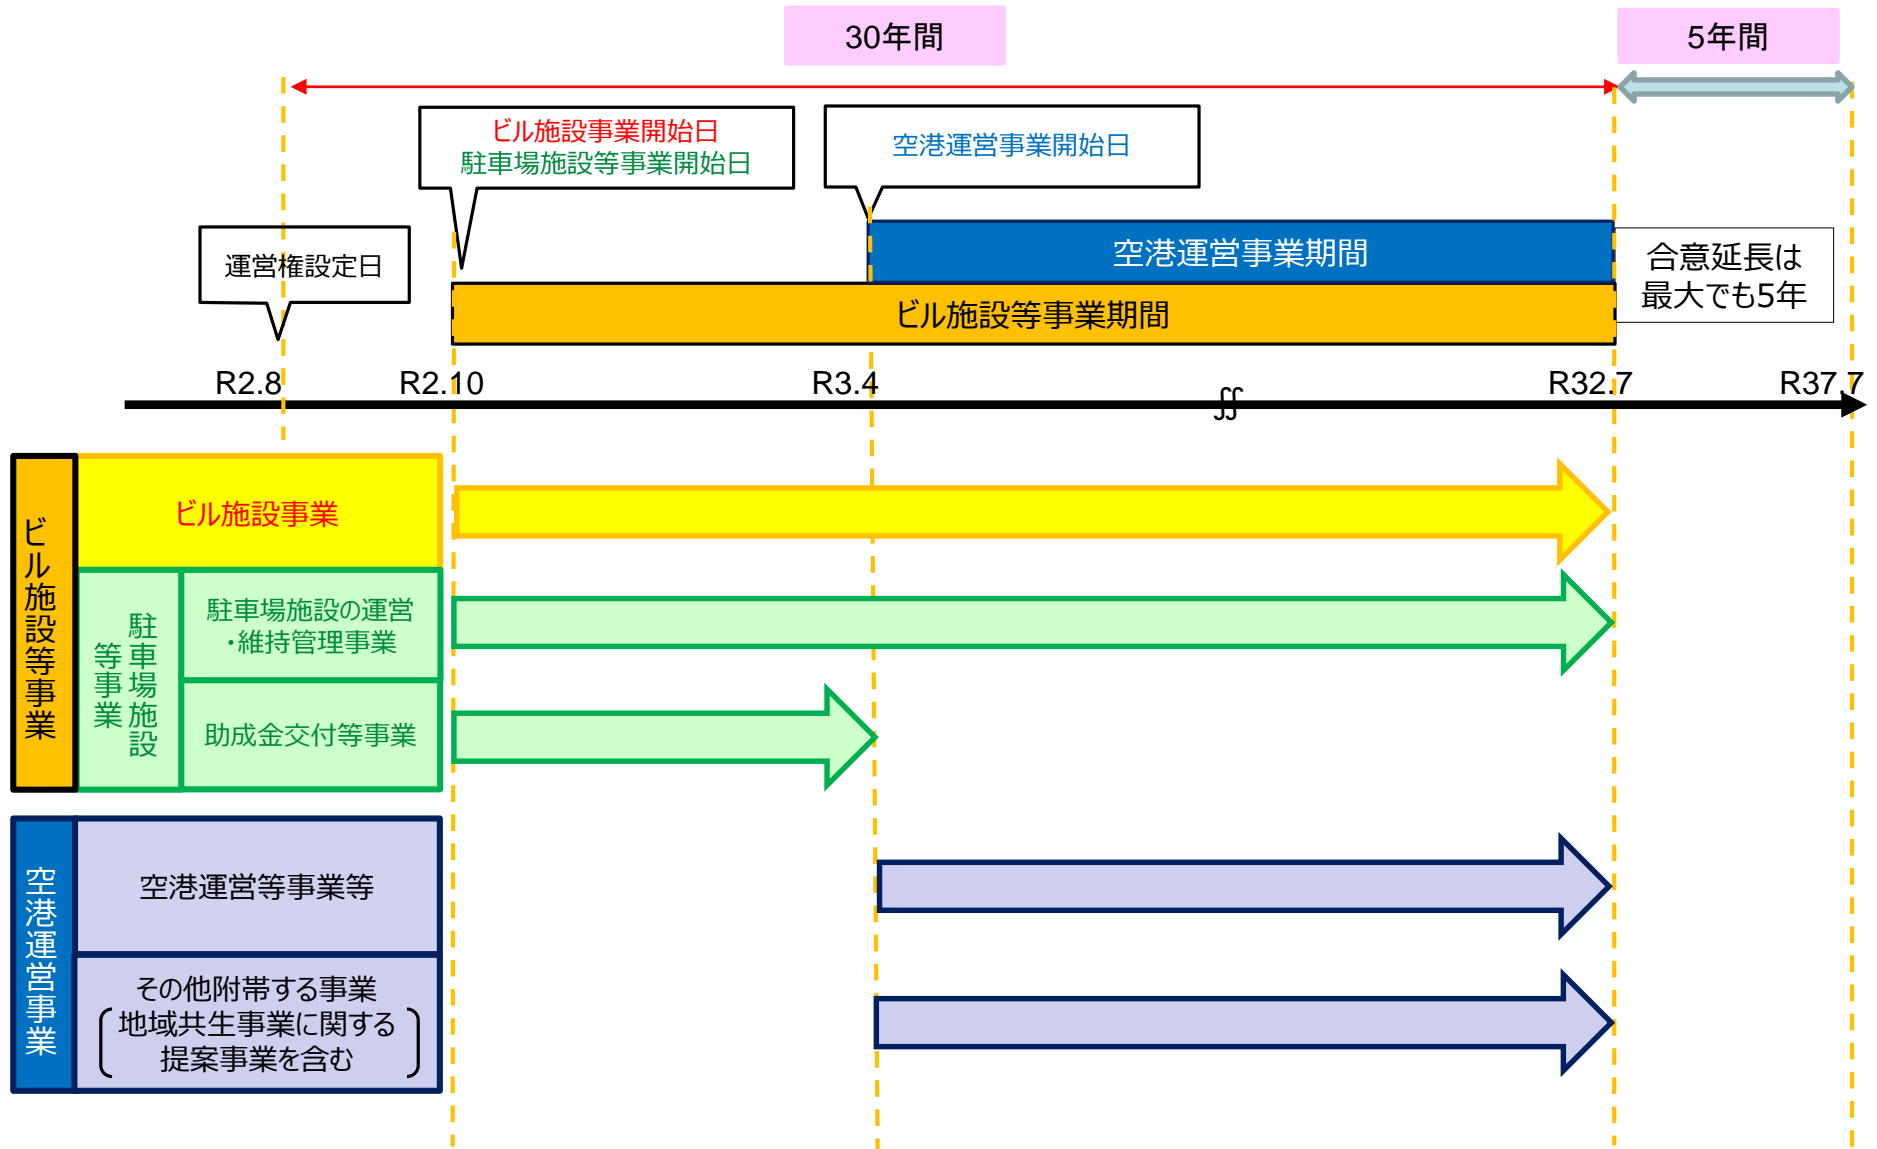 30年間
5年間
ビル施設事業開始日
駐車場施設等事業開始日
空港運営事業開始日
運営権設定日
空港運営事業期間
合意延長は
最大でも5年
ビル施設等事業期間
R2.8
R2.10
R3.4
∬
R32.7
R37.7
ビル施設等事業
ビル施設事業
駐車場施設
等事業
駐車場施設の運営
・維持管理事業
助成金交付等事業
空港運営事業
空港運営等事業等
その他附帯する事業
地域共生事業に関する
提案事業を含む